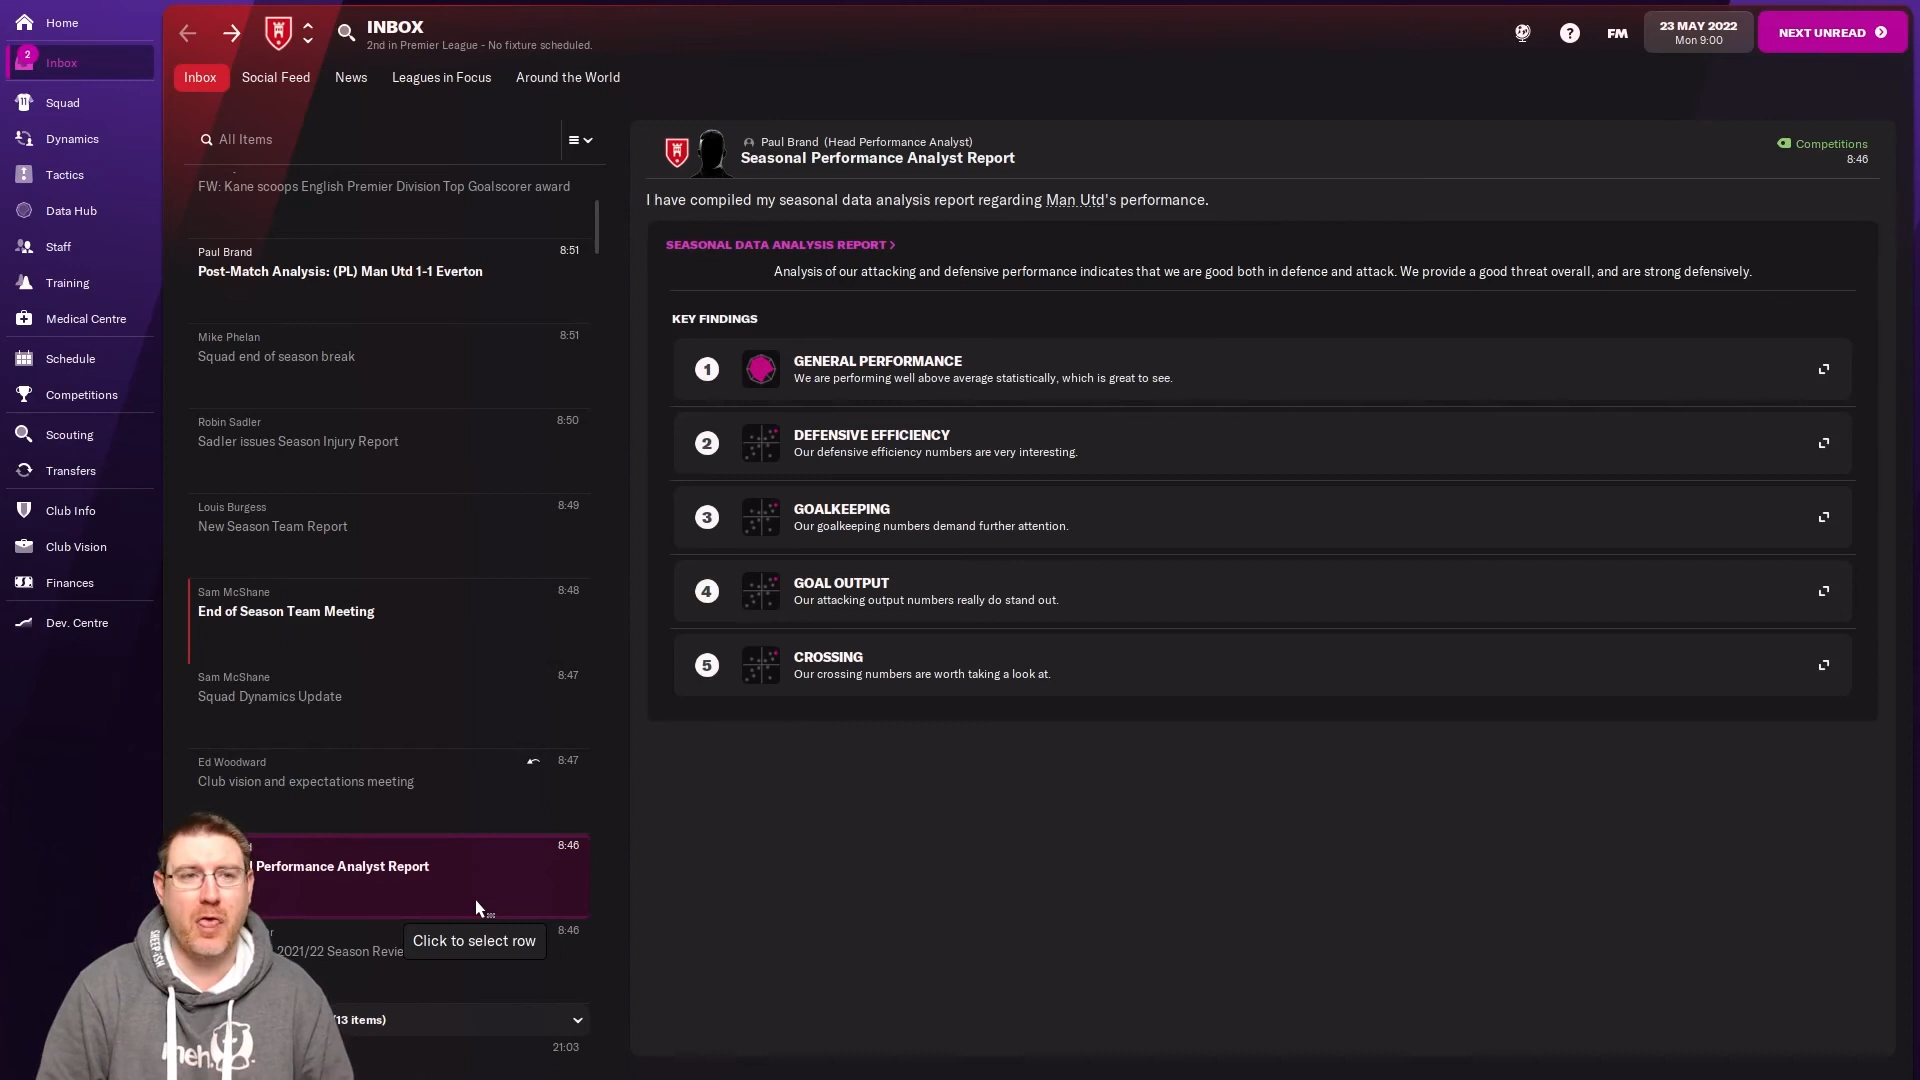 Home
2
Inbox
Squad
Dynamics
Tactics
Data Hub
Staff
Training
Medical Centre
Schedule
Competitions
Scouting
Transfers
Club Info
Club Vision
Finances
Dev. Centre
INBOX
2nd in Premier League - No fixture scheduled.
FM
23 MAY 2022
Mon 9:00
NEXT UNREAD
Inbox
Social Feed
News
Leagues in Focus
Around the World
All Items
FW: Kane scoops English Premier Division Top Goalscorer award
Paul Brand 8:51
Post-Match Analysis: (PL) Man Utd 1-1 Everton
Mike Phelan 8:51
Squad end of season break
Robin Sadler 8:50
Sadler issues Season Injury Report
Louis Burgess 8:49
New Season Team Report
Sam McShane 8:48
End of Season Team Meeting
Sam McShane 8:47
Squad Dynamics Update
Ed Woodward 8:47
Club vision and expectations meeting
8:46
Performance Analyst Report
8:46
2021/22 Season Revie
Click to select row
13 items)
21:03
meh.
Paul Brand (Head Performance Analyst)
Seasonal Performance Analyst Report
Competitions
8:46
I have compiled my seasonal data analysis report regarding Man Utd's performance.
SEASONAL DATA ANALYSIS REPORT >
Analysis of our attacking and defensive performance indicates that we are good both in defence and attack. We provide a good threat overall, and are strong defensively.
KEY FINDINGS
1
GENERAL PERFORMANCE
We are performing well above average statistically, which is great to see.
2
DEFENSIVE EFFICIENCY
Our defensive efficiency numbers are very interesting.
3
GOALKEEPING
Our goalkeeping numbers demand further attention.
4
GOAL OUTPUT
Our attacking output numbers really do stand out.
5
CROSSING
Our crossing numbers are worth taking a look at.